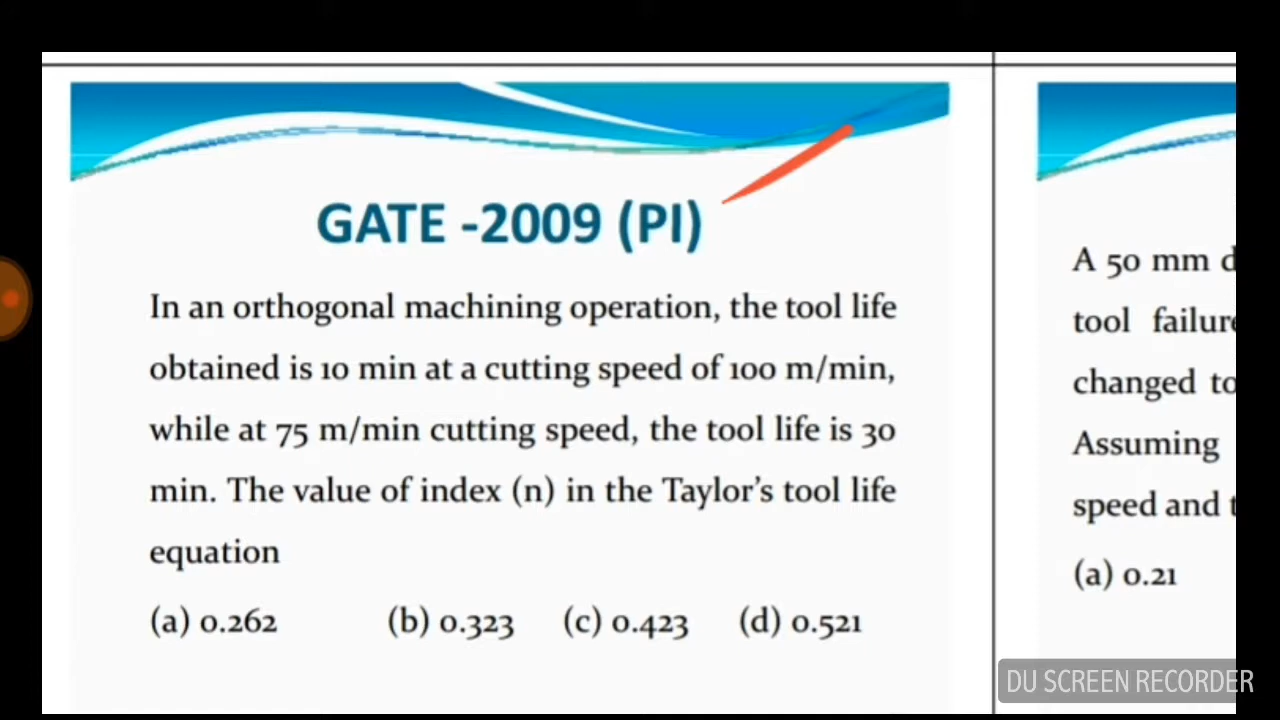 GATE -2009 (PI)
In an orthogonal machining operation, the tool life
obtained is 10 min at a cutting speed of 100 m/min,
while at 75 m/min cutting speed, the tool life is 30
min. The value of index (n) in the Taylor's tool life
equation
(a) 0.262 (b) 0.323 (c) 0.423 (d) 0.521
A 50 mm
tool
changed to
Assuming
speed and
(a) 0.21
DU SCREEN RECORDER